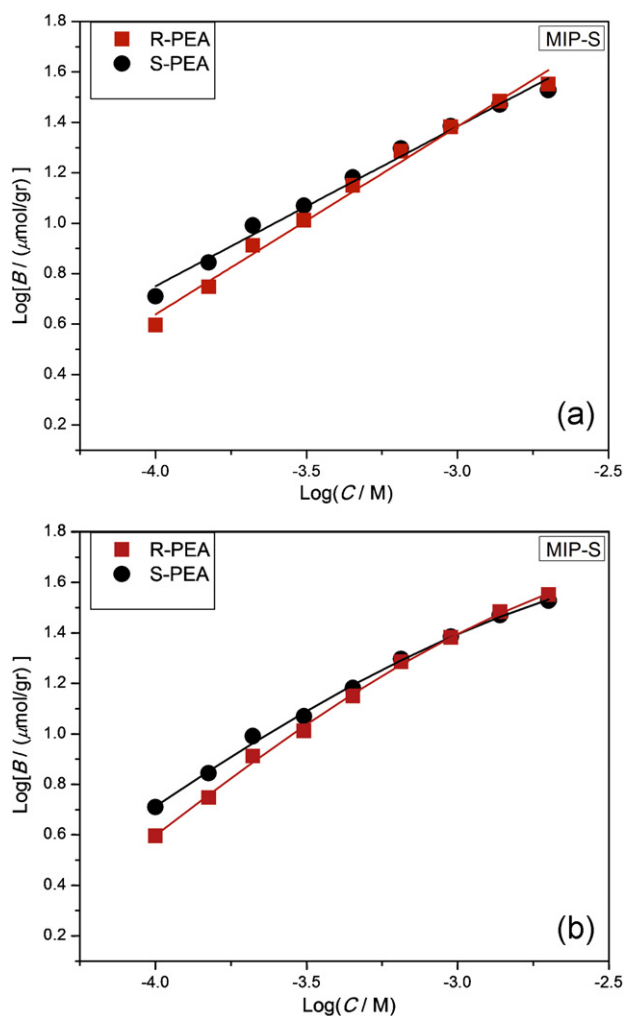 1.8
1.6
1.4
1.2
1.0
0.8
0.6
0.4
0.2
Log[B / (μmol/gr) ]
R-PEA
S-PEA
MIP-S
(a)
-4.0
-3.5
-3.0
-2.5
Log(C / M)
1.8
1.6
1.4
1.2
1.0
0.8
0.6
0.4
0.2
Log[B / (μmol/gr) ]
R-PEA
S-PEA
MIP-S
(b)
-4.0
-3.5
-3.0
-2.5
Log(C / M)